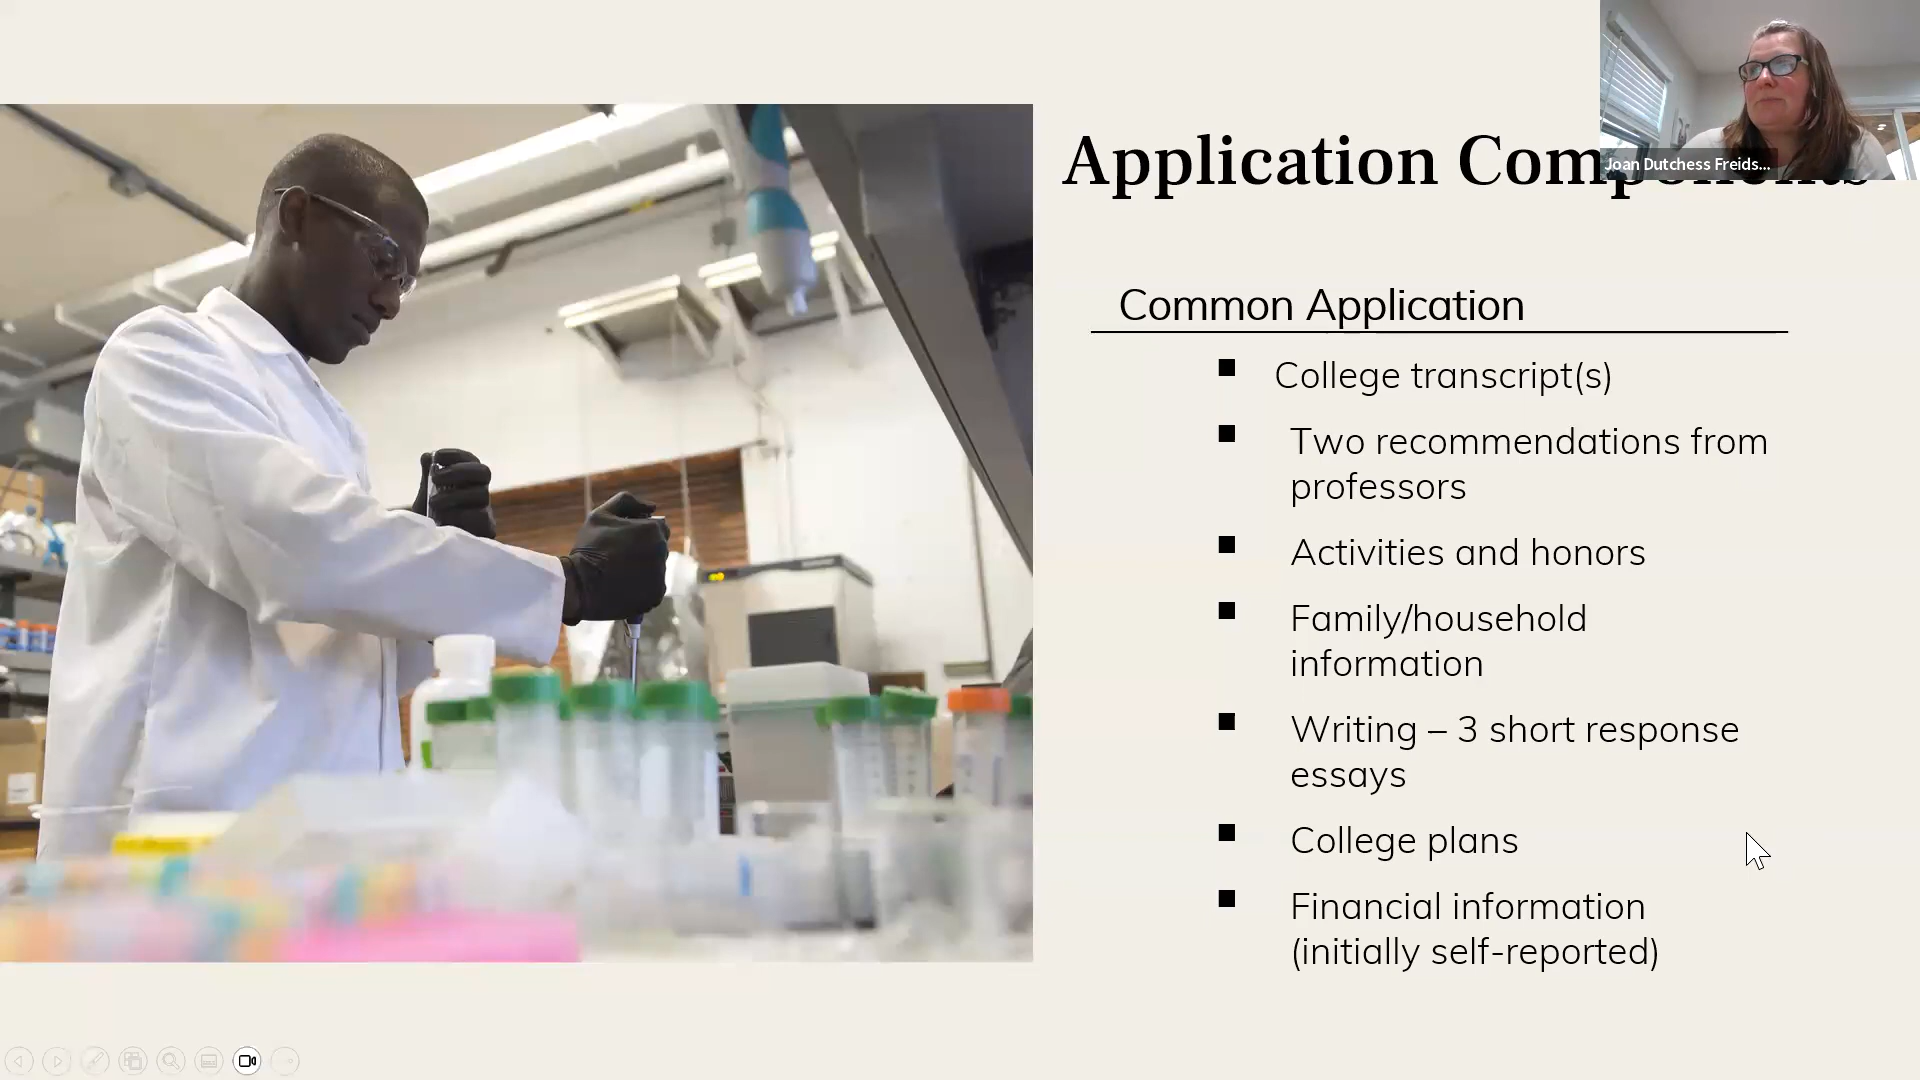 Application Components
Joan Dutchess Freids...
Common Application
College transcript(s)
Two recommendations from
professors
Activities and honors
Family/household
information
Writing – 3 short response
essays
College plans
Financial information
(initially self-reported)